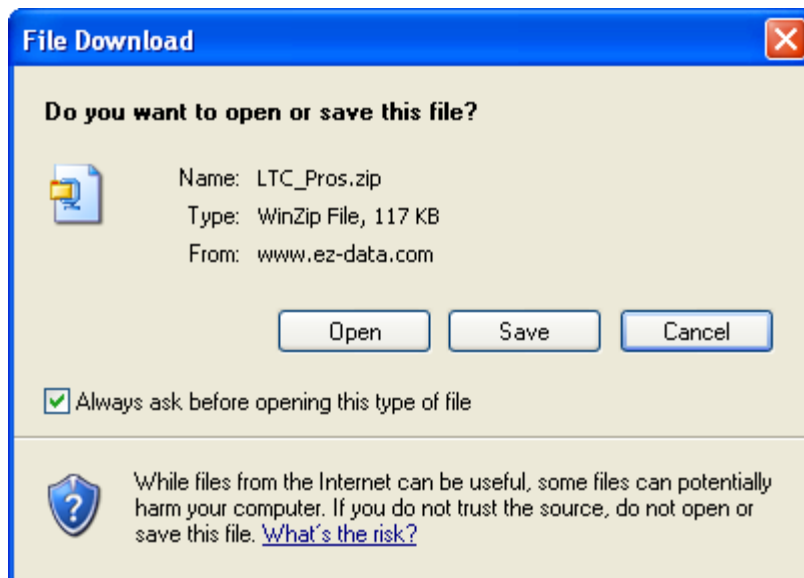 File Download
Do you want to open or save this file?
Name: LTC_Pros.zip
Type: WinZip File, 117 KB
From: www.ez-data.com
Open Save Cancel
Always ask before opening this type of file
While files from the Internet can be useful, some files can potentially
harm your computer. If you do not trust the source, do not open or
save this file. What's the risk?